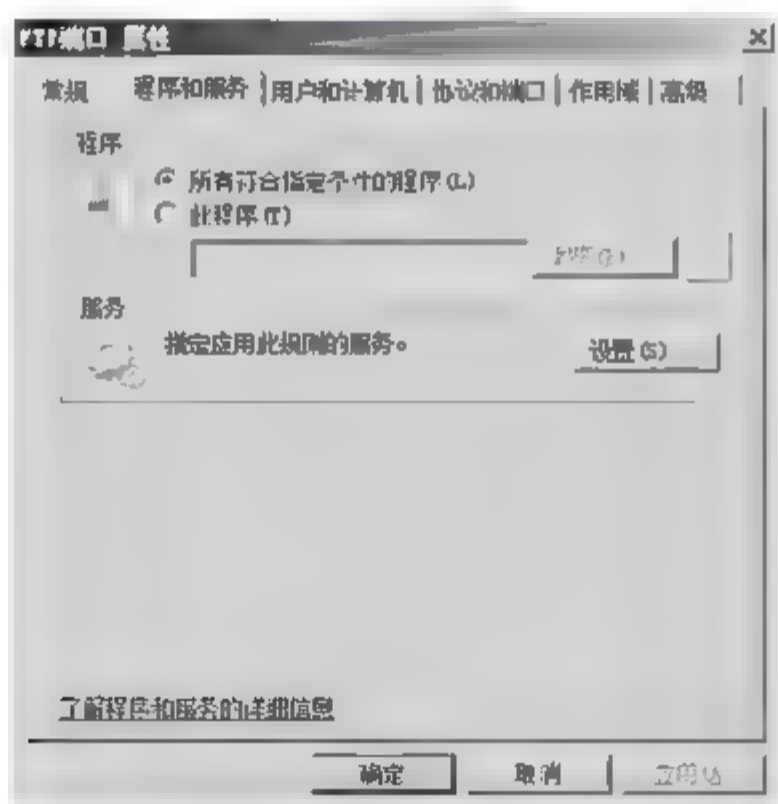 FTP端口 属性
常规 程序和服务 用户和计算机 协议和端口 作用域 高级
程序
所有符合指定条件的程序(L)
此程序(T)
服务
指定应用此规则的服务。
设置(S)
了解程序和服务的详细信息
确定 取消 应用(A)